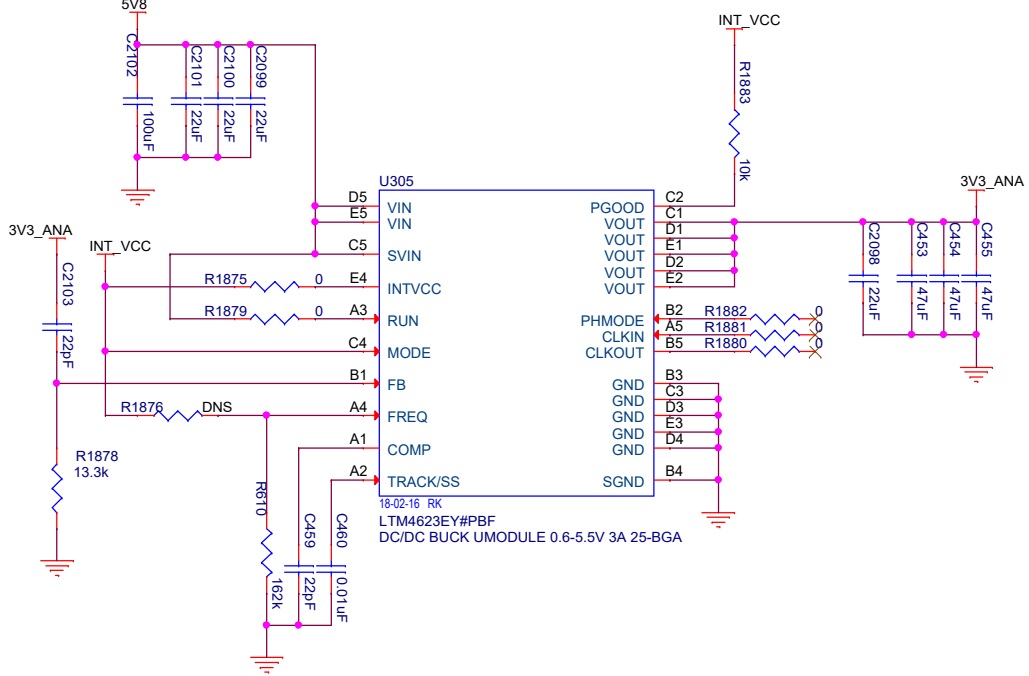 5V8
C2102
100uF
C2101
22uF
C2100
22uF
C2099
22uF
INT_VCC
R1883
10k
3V3_ANA
C2098
22uF
C453
47uF
C454
47uF
C455
47uF
3V3_ANA
C2103
22pF
INT_VCC
R1875 0
R1879 0
R1876 DNS
R1878
13.3k
R610
162k
C459
22pF
C460
0.01uF
U305
D5 VIN
E5 VIN
C5 SVIN
E4 INTVCC
A3 RUN
C4 MODE
B1 FB
A4 FREQ
A1 COMP
A2 TRACK/SS
PGOOD C2
VOUT C1
VOUT D1
VOUT E1
VOUT D2
VOUT E2
PHMODE B2 R1882 0
CLKIN A5 R1881 0
CLKOUT B5 R1880 0
GND B3
GND C3
GND D3
GND E3
GND D4
SGND B4
18-02-16 RK
LTM4623EY#PBF
DC/DC BUCK UMODULE 0.6-5.5V 3A 25-BGA